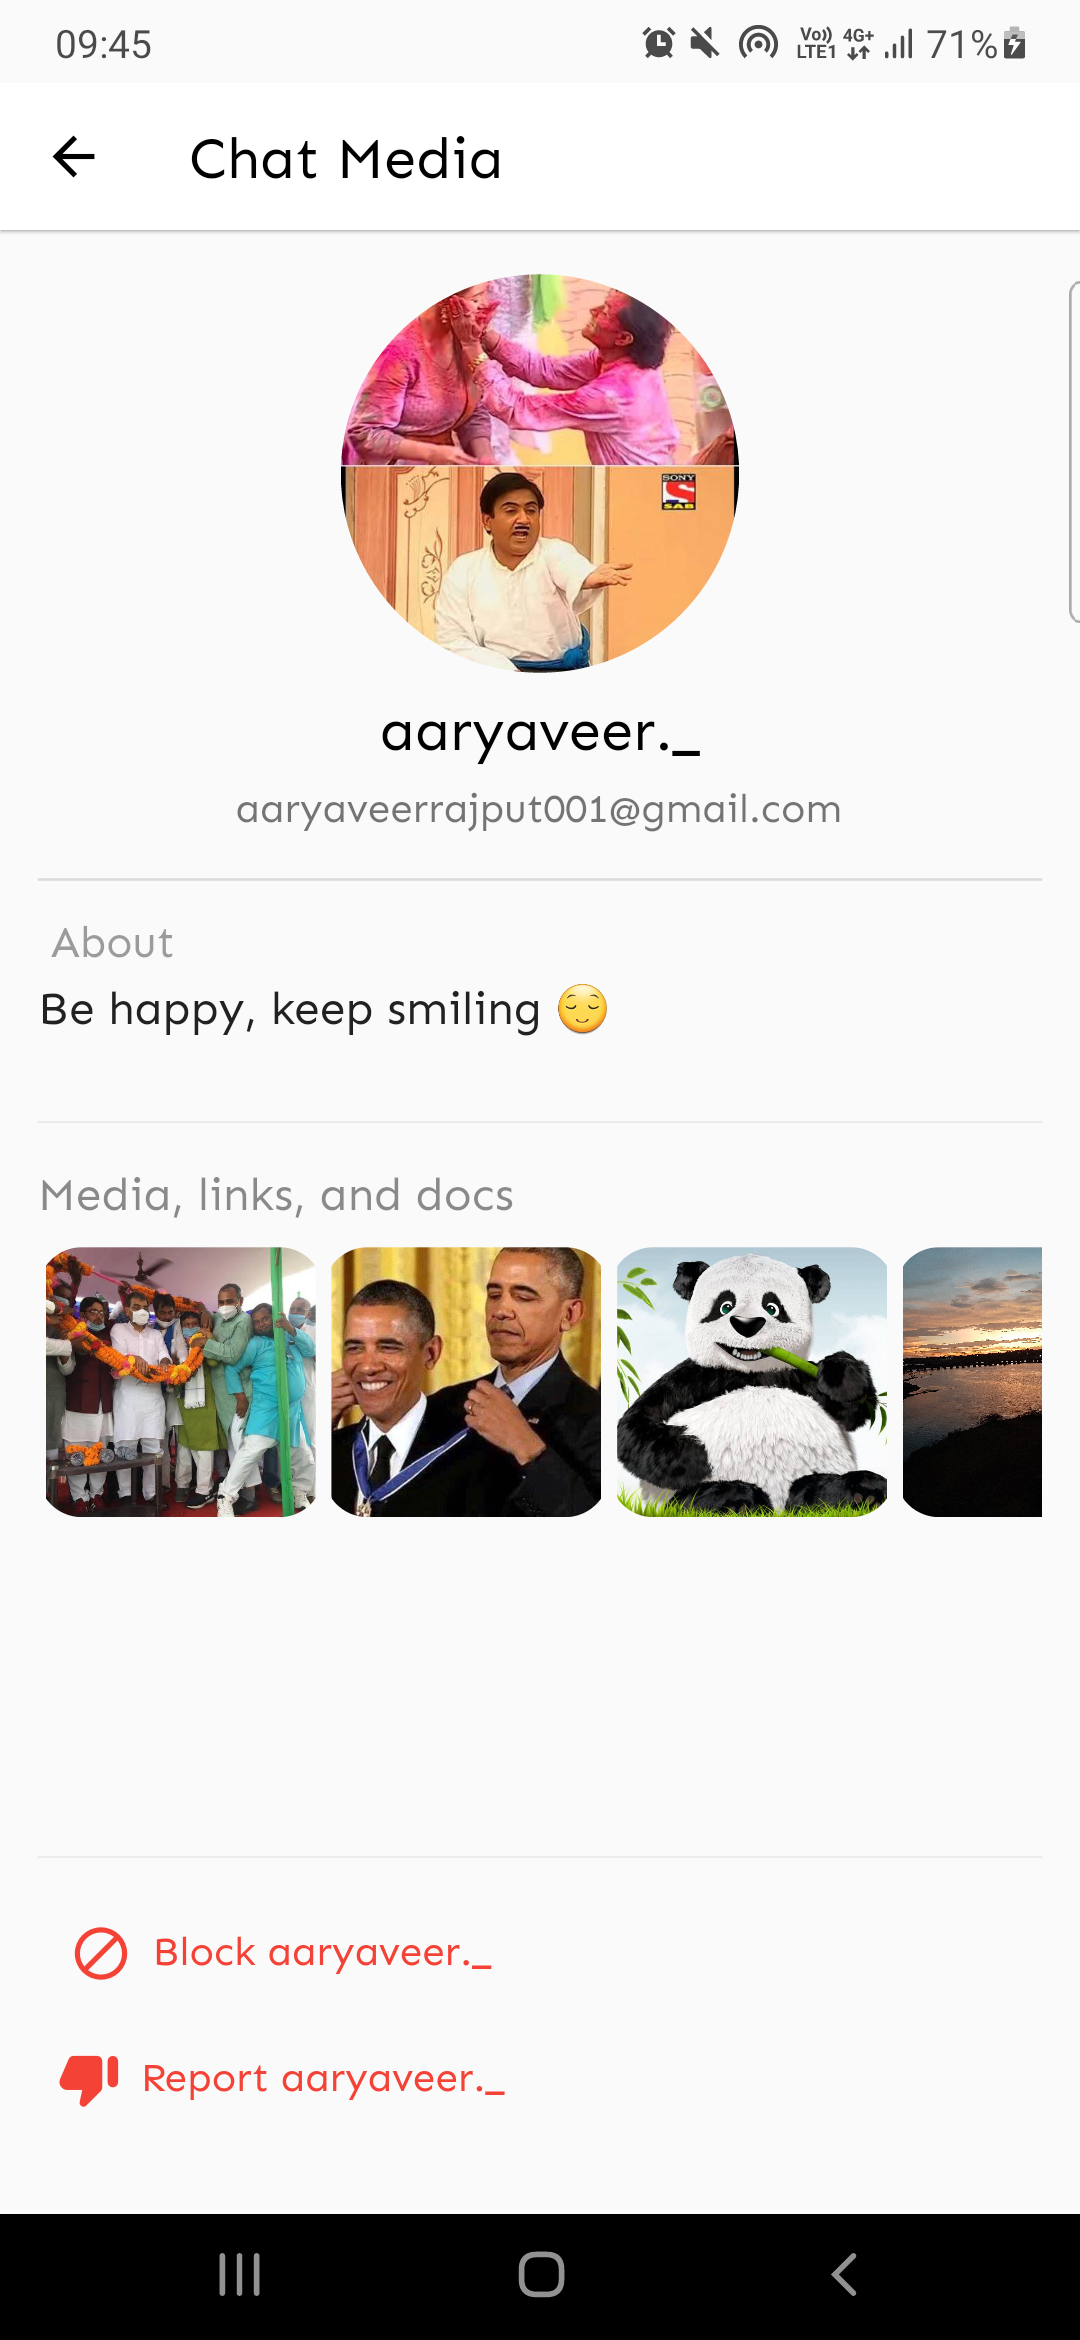 09:45
Vo)) LTE1 4G+ 71%
Chat Media
SONY
S
SAB
aaryaveer._
aaryaveerrajput001@gmail.com
About
Be happy, keep smiling 😌
Media, links, and docs
Block aaryaveer._
Report aaryaveer._